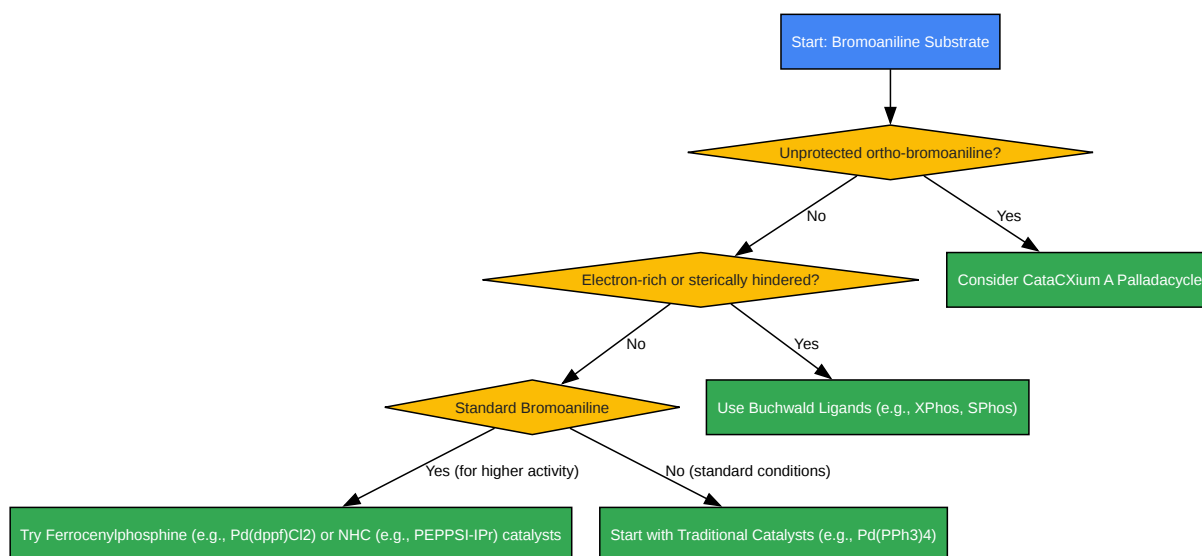 Start: Bromoaniline Substrate
Unprotected ortho-bromoaniline?
No
Yes
Electron-rich or sterically hindered?
Consider CataCXium A Palladacycle
No
Yes
Standard Bromoaniline
Use Buchwald Ligands (e.g., XPhos, SPhos)
Yes (for higher activity)
No (standard conditions)
Try Ferrocenylphosphine (e.g., Pd(dppf)Cl2) or NHC (e.g., PEPPSI-IPr) catalysts
Start with Traditional Catalysts (e.g., Pd(PPh3)4)